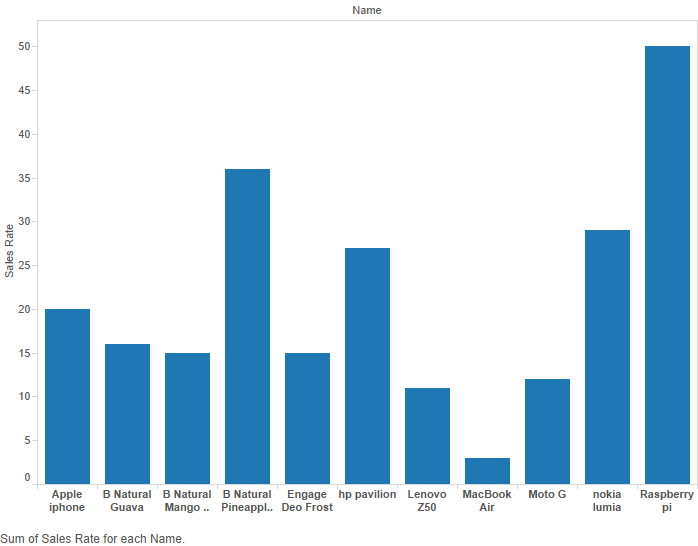 Name
Sales Rate
50
45
40
35
30
25
20
15
10
5
0
Apple
iphone
B Natural
Guava
B Natural
Mango ..
B Natural
Pineappl..
Engage
Deo Frost
hp pavilion
Lenovo
Z50
MacBook
Air
Moto G
nokia
lumia
Raspberry
pi
Sum of Sales Rate for each Name.